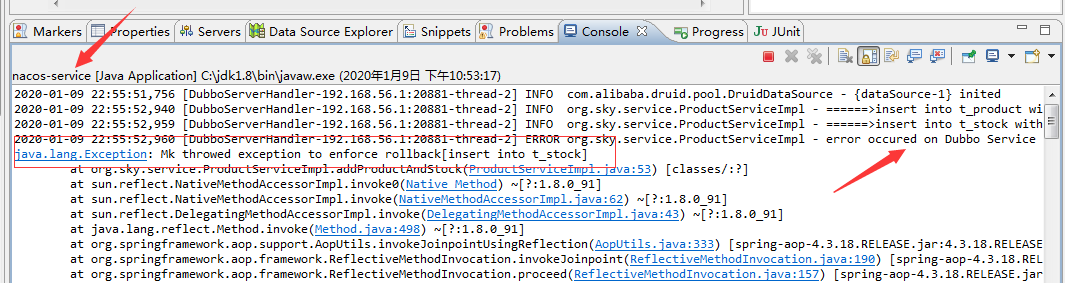 Markers Properties Servers Data Source Explorer Snippets Problems Console Progress JUnit
nacos-service [Java Application] C:\jdk1.8\bin\javaw.exe (2020年1月9日 下午10:53:17)
2020-01-09 22:55:51,756 [DubboServerHandler-192.168.56.1:20881-thread-2] INFO  com.alibaba.druid.pool.DruidDataSource - {dataSource-1} inited
2020-01-09 22:55:52,940 [DubboServerHandler-192.168.56.1:20881-thread-2] INFO  org.sky.service.ProductServiceImpl - ======>insert into t_product wi
2020-01-09 22:55:52,959 [DubboServerHandler-192.168.56.1:20881-thread-2] INFO  org.sky.service.ProductServiceImpl - ======>insert into t_stock with
2020-01-09 22:55:52,960 [DubboServerHandler-192.168.56.1:20881-thread-2] ERROR org.sky.service.ProductServiceImpl - error occured on Dubbo Service
java.lang.Exception: Mk throwed exception to enforce rollback[insert into t_stock]
at org.sky.service.ProductServiceImpl.addProductAndStock(ProductServiceImpl.java:53) [classes/:?]
at sun.reflect.NativeMethodAccessorImpl.invoke0(Native Method) ~[?:1.8.0_91]
at sun.reflect.NativeMethodAccessorImpl.invoke(NativeMethodAccessorImpl.java:62) ~[?:1.8.0_91]
at sun.reflect.DelegatingMethodAccessorImpl.invoke(DelegatingMethodAccessorImpl.java:43) ~[?:1.8.0_91]
at java.lang.reflect.Method.invoke(Method.java:498) ~[?:1.8.0_91]
at org.springframework.aop.support.AopUtils.invokeJoinpointUsingReflection(AopUtils.java:333) [spring-aop-4.3.18.RELEASE.jar:4.3.18.RELEASE
at org.springframework.aop.framework.ReflectiveMethodInvocation.invokeJoinpoint(ReflectiveMethodInvocation.java:190) [spring-aop-4.3.18.RELEASE
at org.springframework.aop.framework.ReflectiveMethodInvocation.proceed(ReflectiveMethodInvocation.java:157) [spring-aop-4.3.18.RELEASE.jar